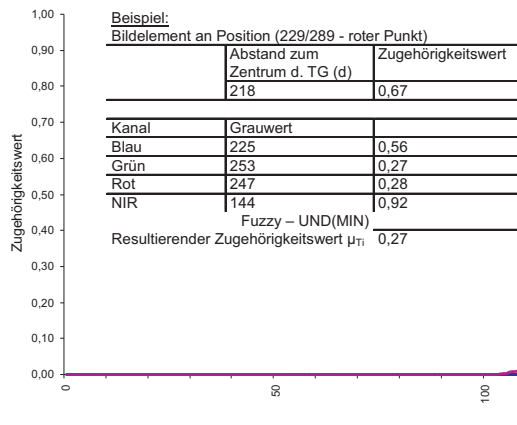 Beispiel:
Bildelement an Position (229/289 - roter Punkt)
Abstand zum Zugehörigkeitswert
Zentrum d. TG (d)
218 0,67
Kanal Grauwert
Blau 225 0,56
Grün 253 0,27
Rot 247 0,28
NIR 144 0,92
Fuzzy – UND(MIN)
Resultierender Zugehörigkeitswert μTi 0,27
Zugehörigkeitswert
1,00
0,90
0,80
0,70
0,60
0,50
0,40
0,30
0,20
0,10
0,00
0 50 100